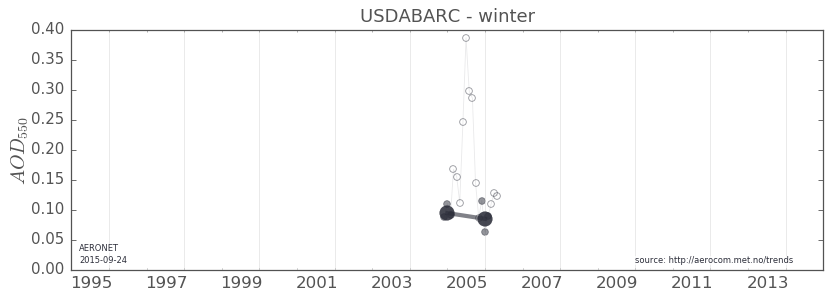 USDABARC - winter
0.40
0.35
0.30
0.25
0.20
0.15
0.10
0.05
0.00
AOD550
AERONET
2015-09-24
source: http://aerocom.met.no/trends
1995 1997 1999 2001 2003 2005 2007 2009 2011 2013